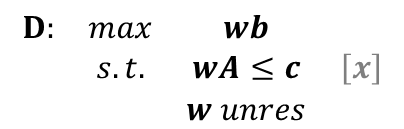 D: max wb
s.t. wA ≤ c [x]
w unres